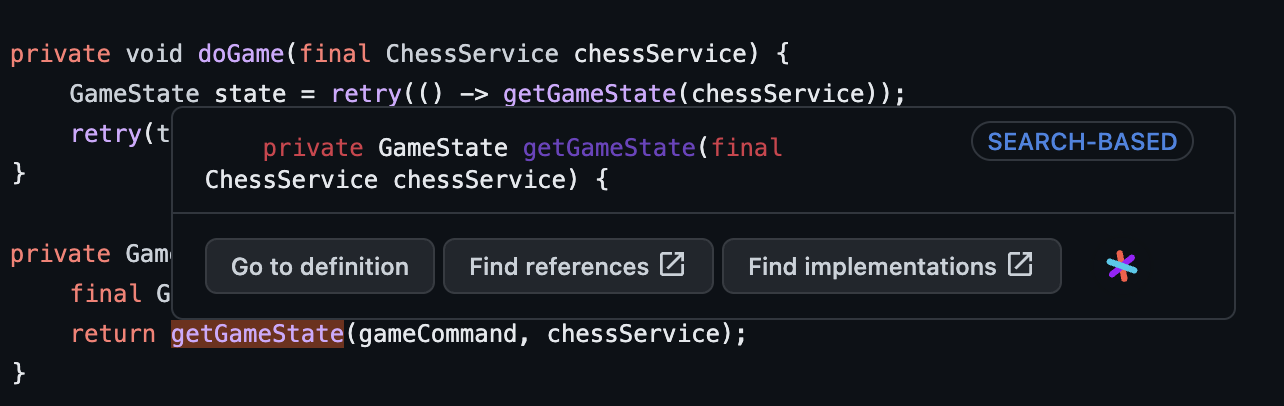 private void doGame(final ChessService chessService) {
GameState state = retry(() -> getGameState(chessService));
retry(t
private GameState getGameState(final
SEARCH-BASED
ChessService chessService) {
}
Go to definition
Find references
Find implementations
private Gam
final G
return getGameState(gameCommand, chessService);
}